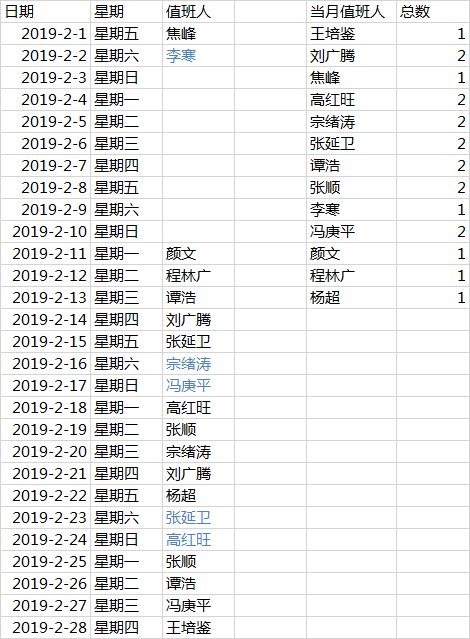 日期 星期 值班人 当月值班人 总数
2019-2-1 星期五 焦峰 王培鉴 1
2019-2-2 星期六 李寒 刘广腾 2
2019-2-3 星期日 焦峰 1
2019-2-4 星期一 高红旺 2
2019-2-5 星期二 宗绪涛 2
2019-2-6 星期三 张延卫 2
2019-2-7 星期四 谭浩 2
2019-2-8 星期五 张顺 2
2019-2-9 星期六 李寒 1
2019-2-10 星期日 冯庚平 2
2019-2-11 星期一 颜文 颜文 1
2019-2-12 星期二 程林广 程林广 1
2019-2-13 星期三 谭浩 杨超 1
2019-2-14 星期四 刘广腾
2019-2-15 星期五 张延卫
2019-2-16 星期六 宗绪涛
2019-2-17 星期日 冯庚平
2019-2-18 星期一 高红旺
2019-2-19 星期二 张顺
2019-2-20 星期三 宗绪涛
2019-2-21 星期四 刘广腾
2019-2-22 星期五 杨超
2019-2-23 星期六 张延卫
2019-2-24 星期日 高红旺
2019-2-25 星期一 张顺
2019-2-26 星期二 谭浩
2019-2-27 星期三 冯庚平
2019-2-28 星期四 王培鉴